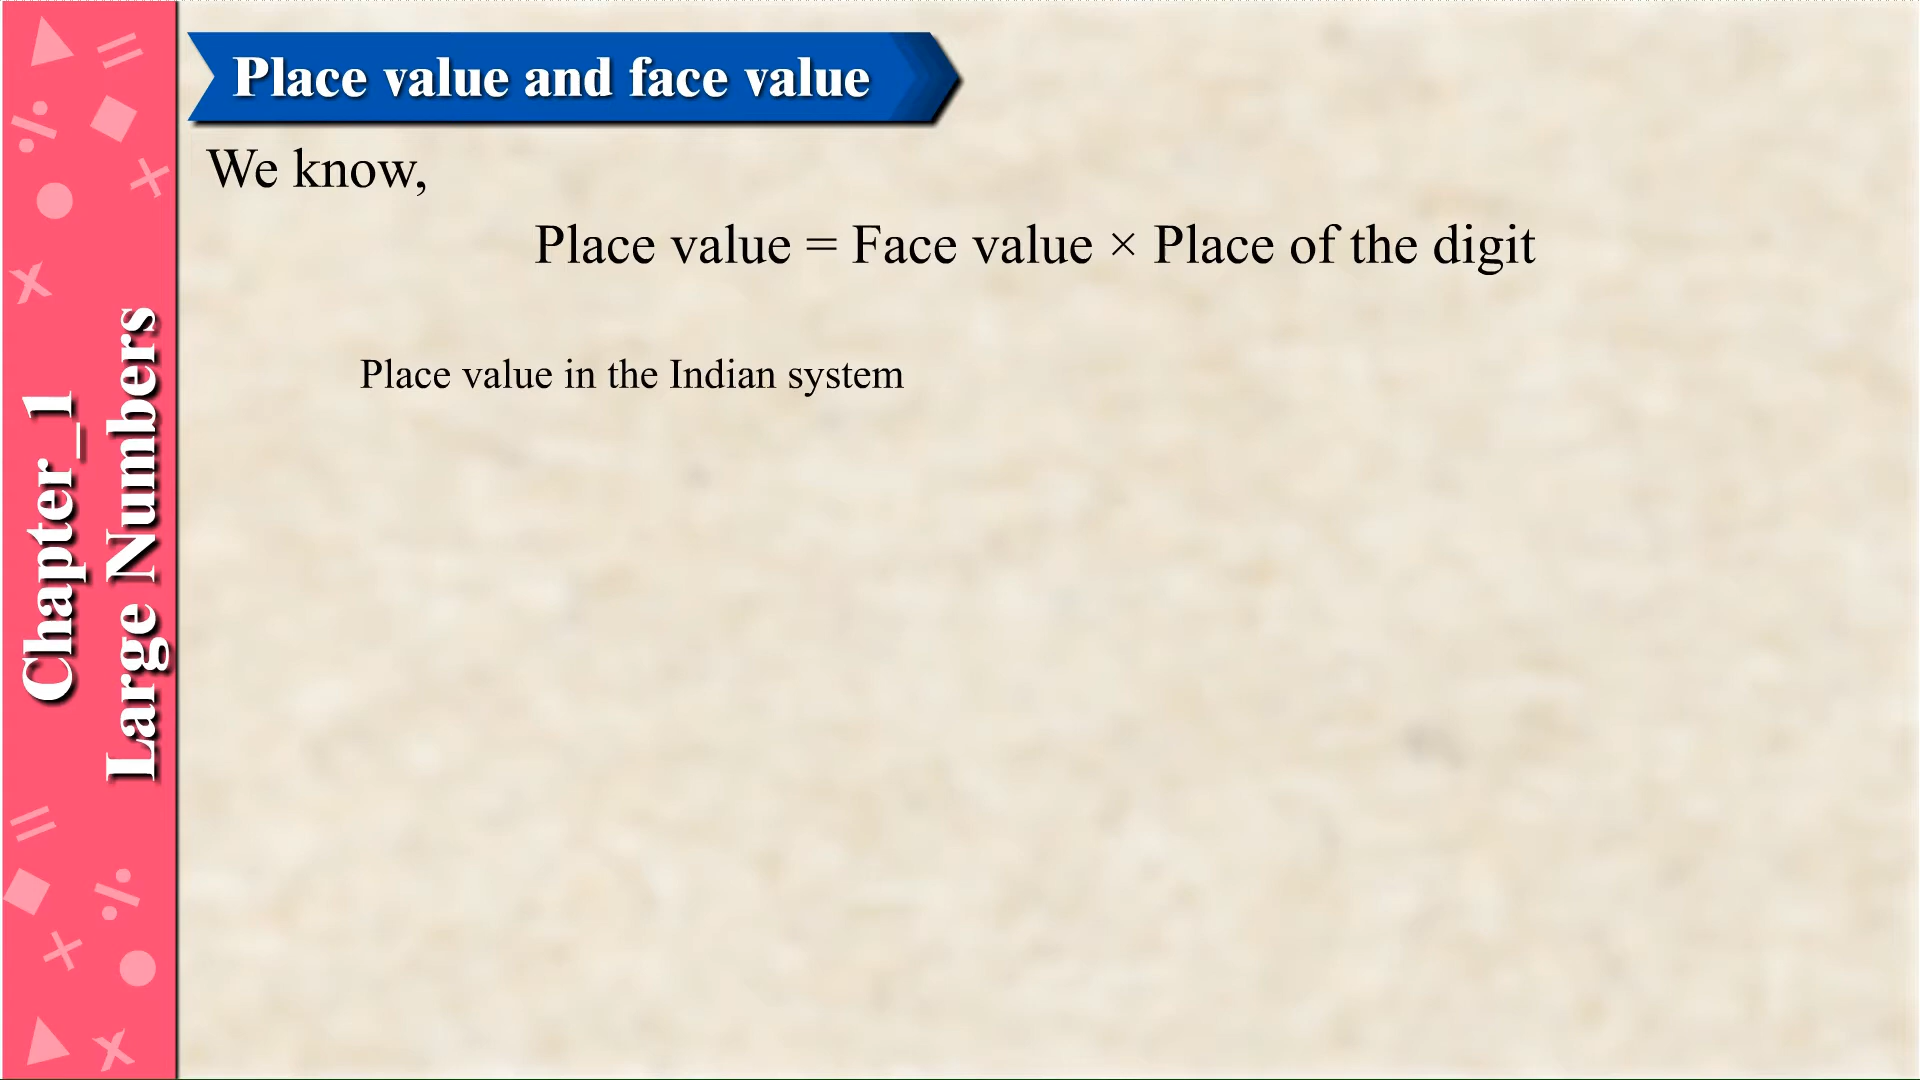 Chapter_1
Large Numbers
Place value and face value
We know,
Place value = Face value × Place of the digit
Place value in the Indian system